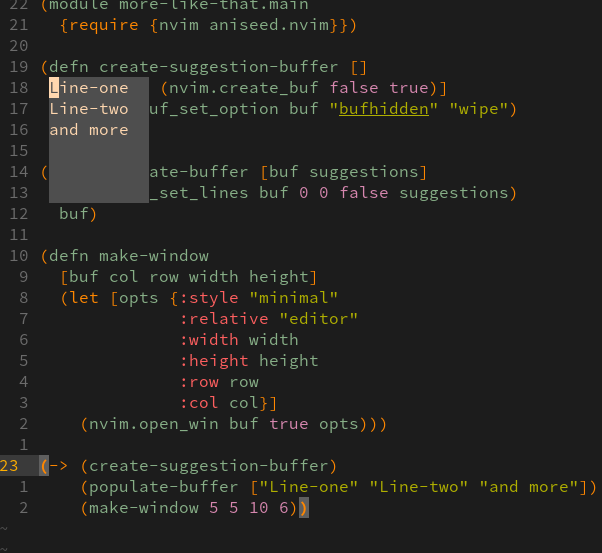 22 (module more-like-that.main
21   {require {nvim aniseed.nvim}})
20
19 (defn create-suggestion-buffer []
18  Line-one   (nvim.create_buf false true)]
17  Line-two  uf_set_option buf "bufhidden" "wipe")
16  and more
15
14 (          ate-buffer [buf suggestions]
13            _set_lines buf 0 0 false suggestions)
12   buf)
11
10 (defn make-window
 9   [buf col row width height]
 8   (let [opts {:style "minimal"
 7               :relative "editor"
 6               :width width
 5               :height height
 4               :row row
 3               :col col}]
 2     (nvim.open_win buf true opts)))
 1
23 (-> (create-suggestion-buffer)
 1     (populate-buffer ["Line-one" "Line-two" "and more"])
 2     (make-window 5 5 10 6))
~
~